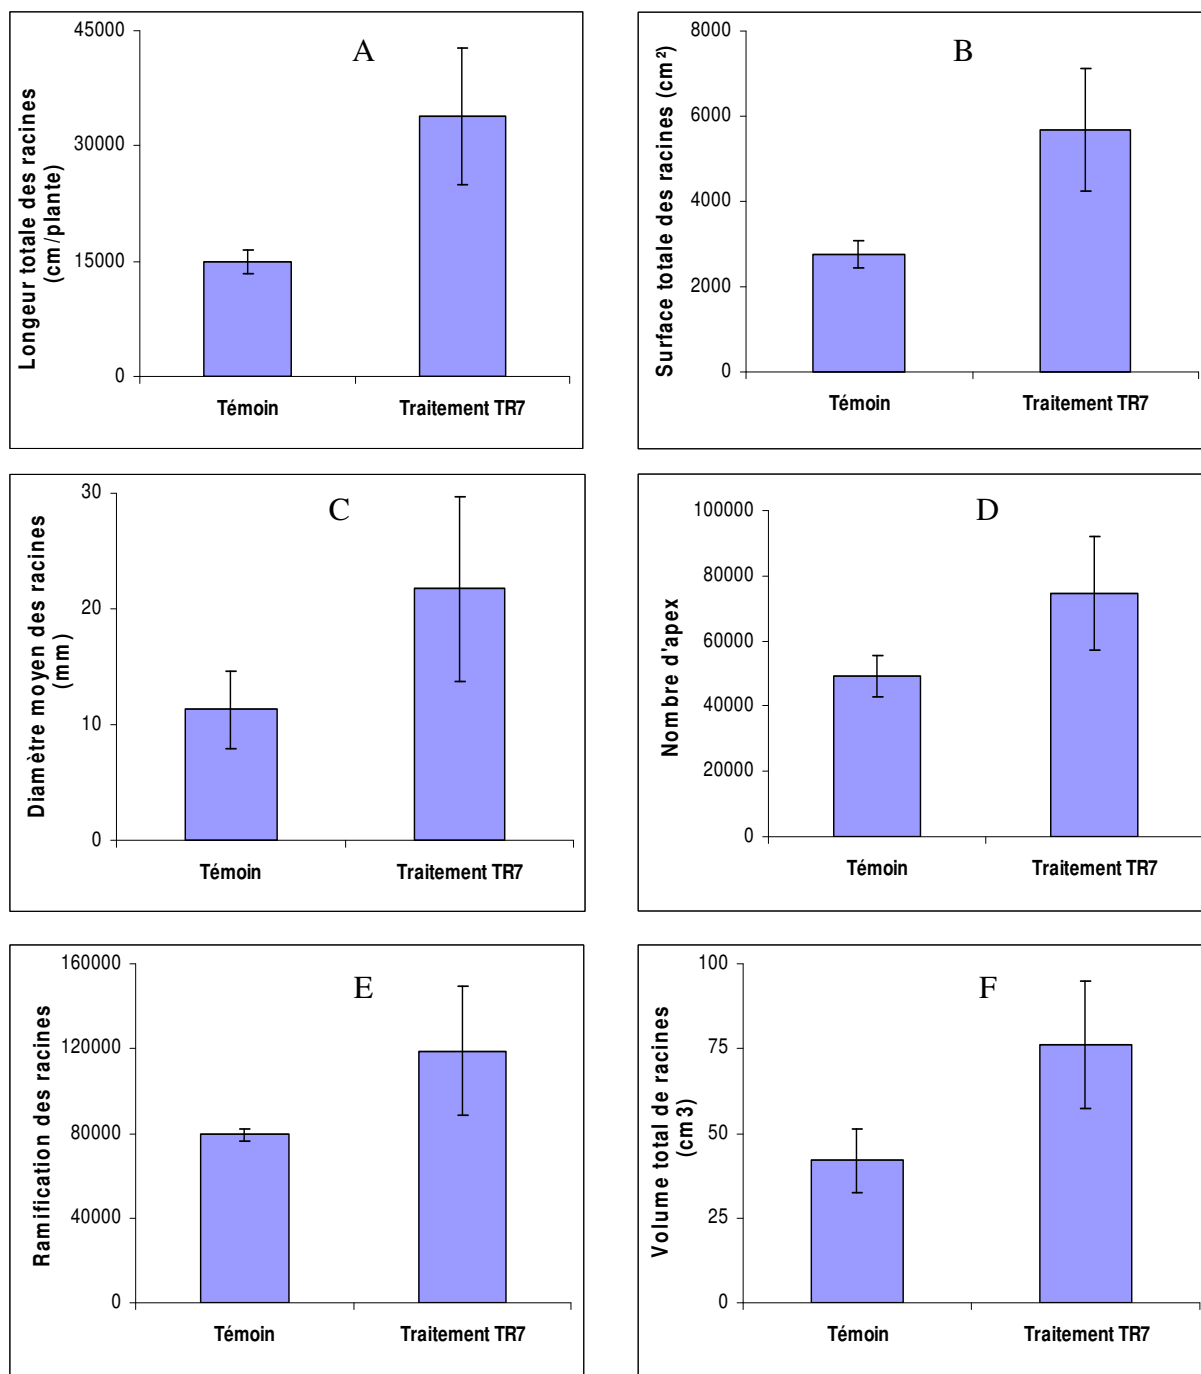 A
Longeur totale des racines
(cm/plante)
45000
30000
15000
0
Témoin
Traitement TR7
B
Surface totale des racines (cm²)
8000
6000
4000
2000
0
Témoin
Traitement TR7
C
Diamètre moyen des racines
(mm)
30
20
10
0
Témoin
Traitement TR7
D
Nombre d'apex
100000
80000
60000
40000
20000
0
Témoin
Traitement TR7
E
Ramification des racines
160000
120000
80000
40000
0
Témoin
Traitement TR7
F
Volume total de racines
(cm3)
100
75
50
25
0
Témoin
Traitement TR7